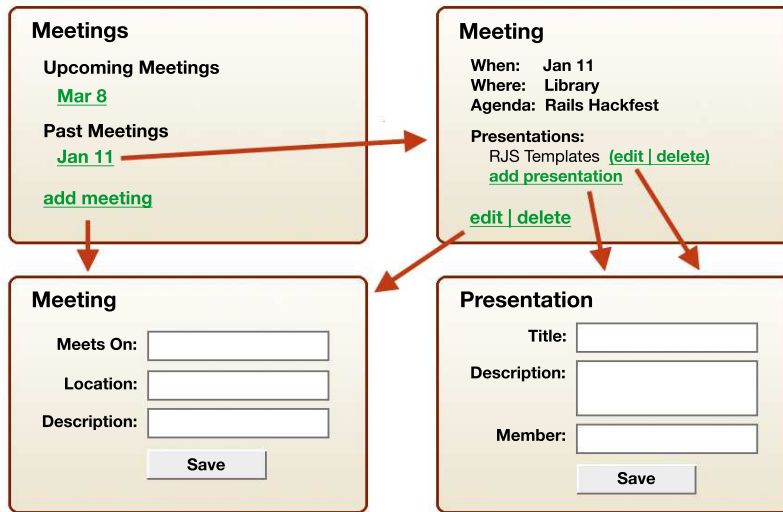 Meetings
Upcoming Meetings
Mar 8
Past Meetings
Jan 11
add meeting
Meeting
When: Jan 11
Where: Library
Agenda: Rails Hackfest
Presentations:
RJS Templates (edit | delete)
add presentation
edit | delete
Meeting
Meets On:
Location:
Description:
Save
Presentation
Title:
Description:
Member:
Save